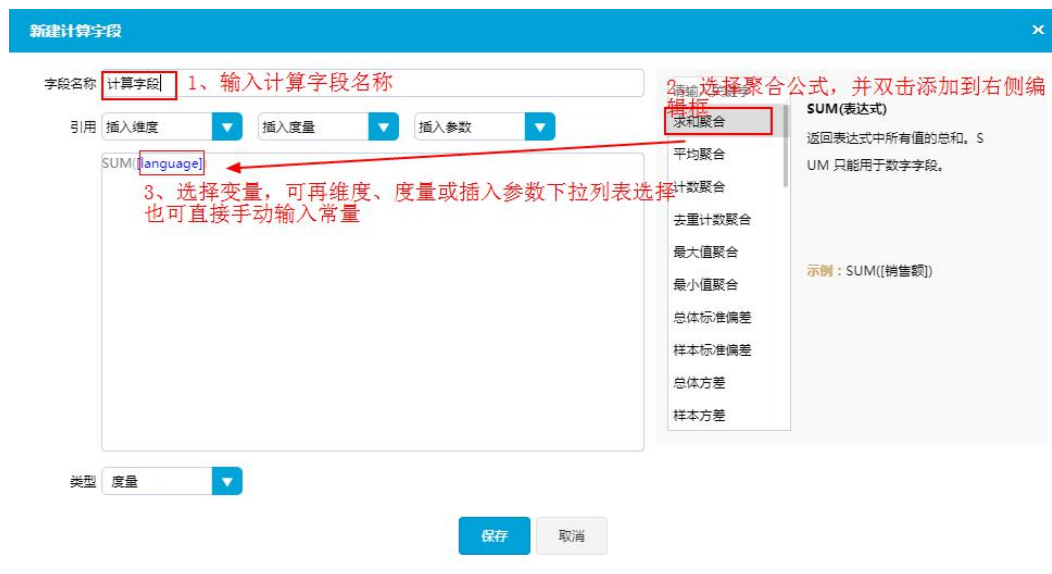 新建计算字段
×
字段名称 计算字段 1、输入计算字段名称
2、选择聚合公式，并双击添加到右侧编
辑框
引用 插入维度 插入度量 插入参数
SUM([language]
3、选择变量，可再维度、度量或插入参数下拉列表选择
也可直接手动输入常量
求和聚合
平均聚合
计数聚合
去重计数聚合
最大值聚合
最小值聚合
总体标准偏差
样本标准偏差
总体方差
样本方差
SUM(表达式)
返回表达式中所有值的总和。S
UM 只能用于数字字段。
示例：SUM([销售额])
类型 度量
保存 取消